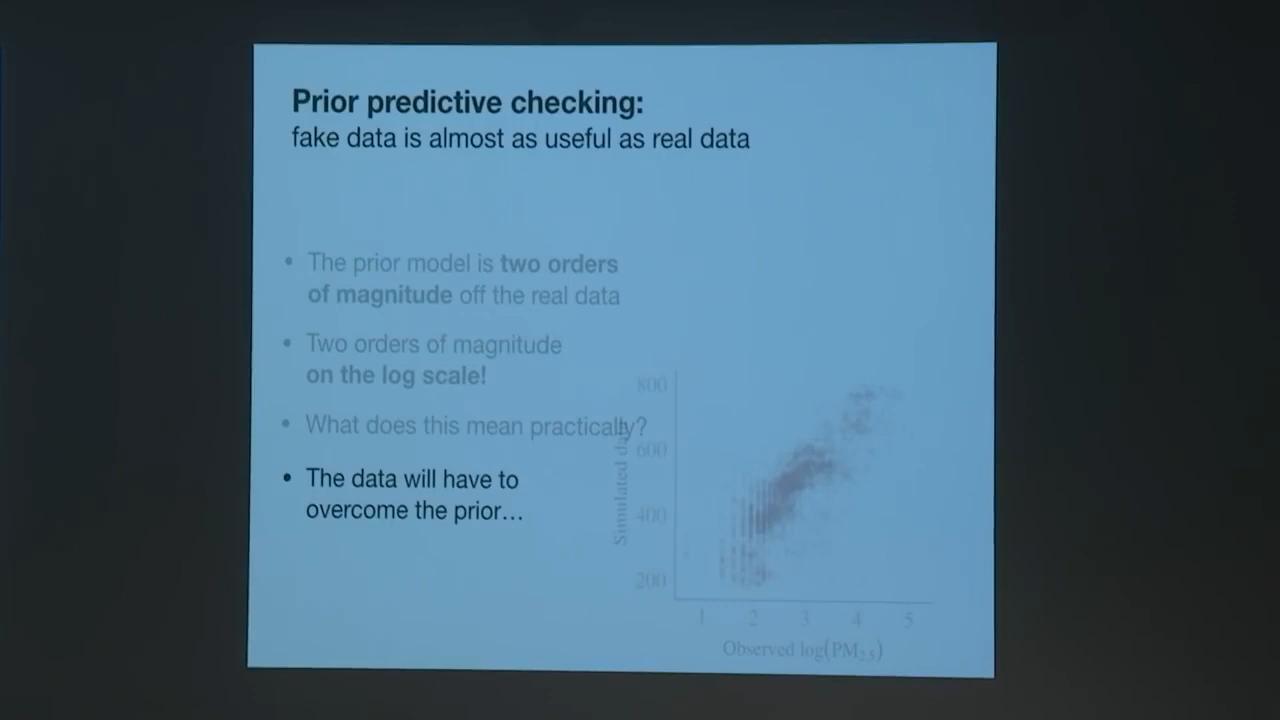 Prior predictive checking:
fake data is almost as useful as real data
• The prior model is two orders
of magnitude off the real data
• Two orders of magnitude
on the log scale!
• What does this mean practically?
• The data will have to
overcome the prior…
800
600
400
200
Simulated
1 2 3 4 5
Observed log(PM2.5)